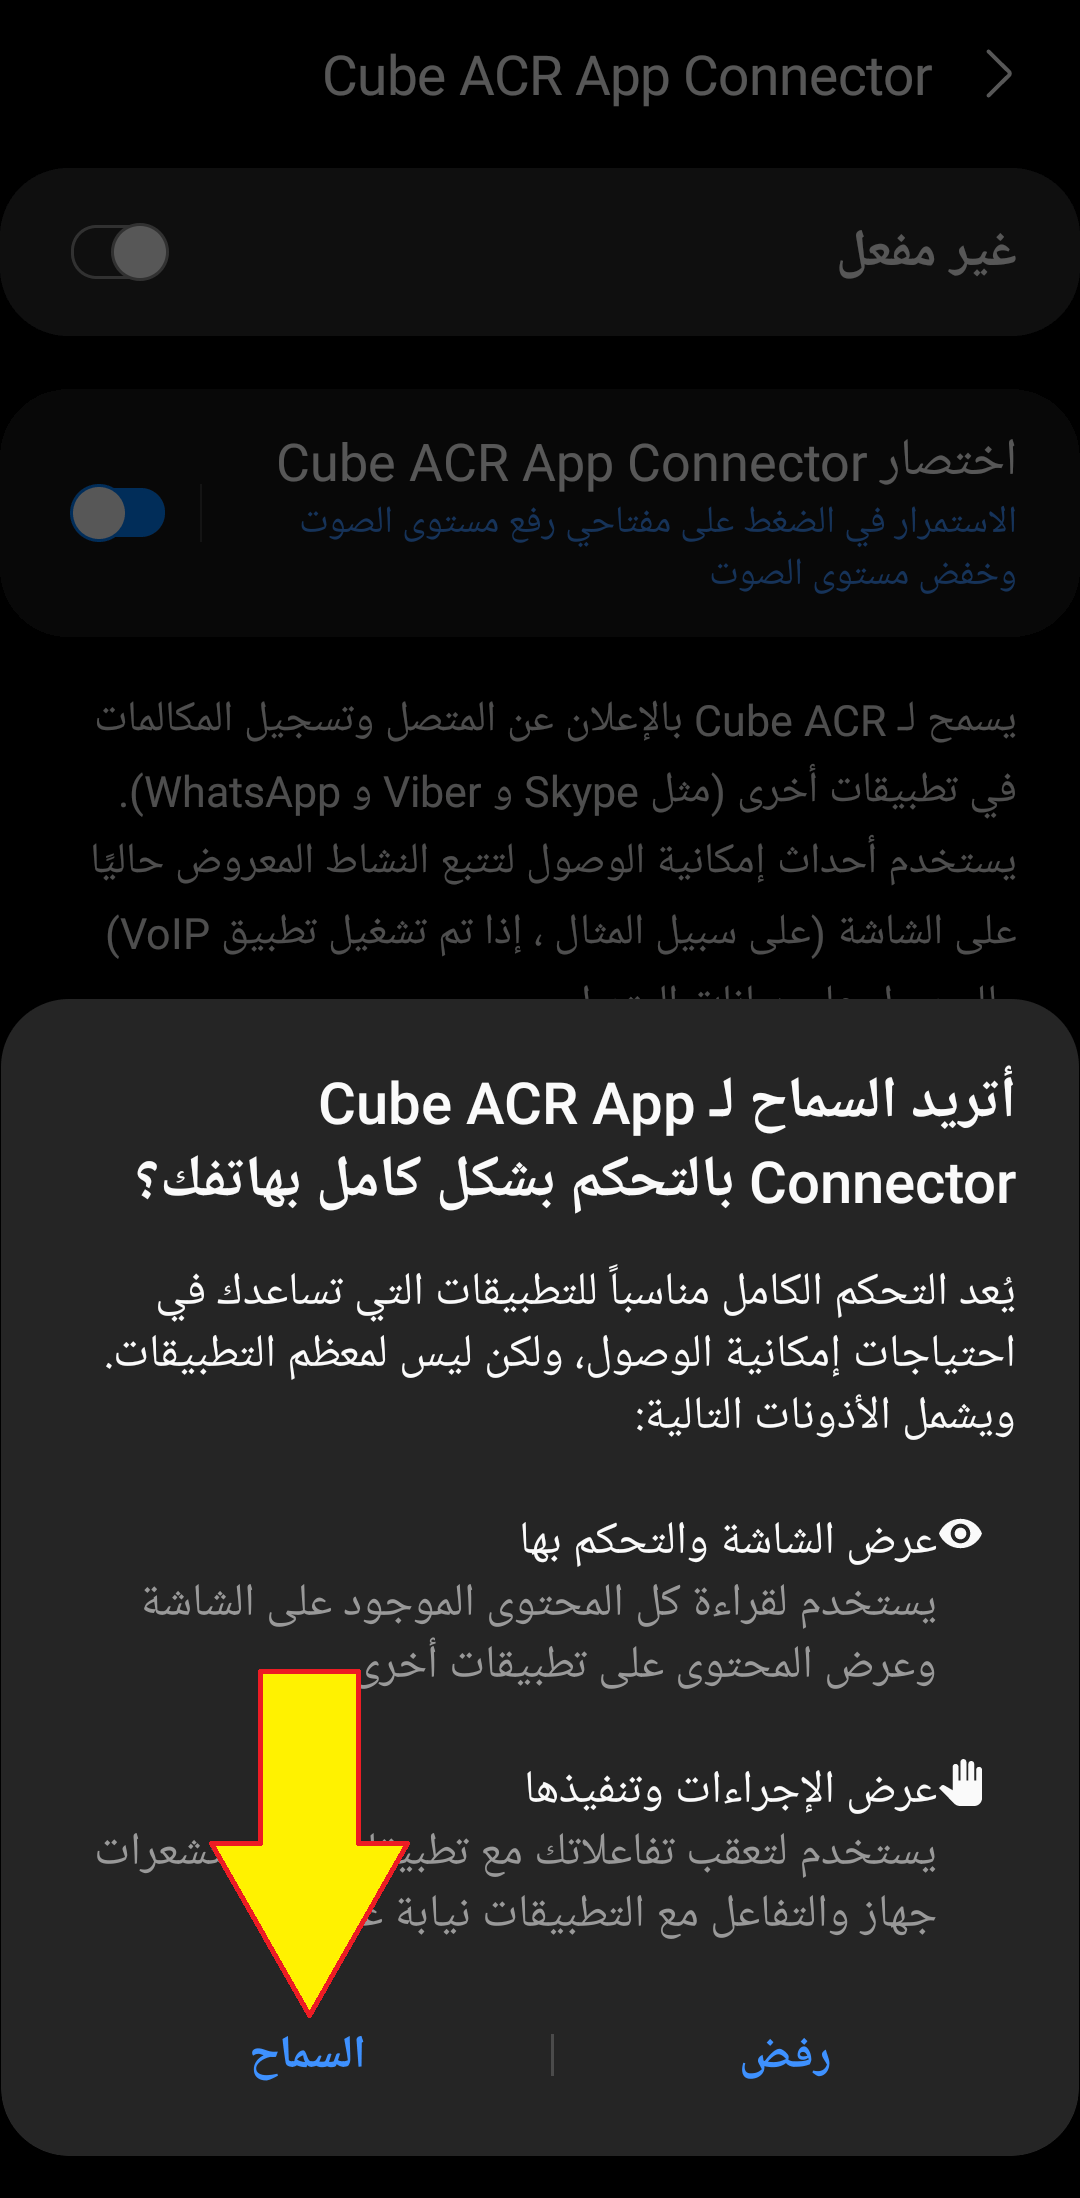 Cube ACR App Connector
غير مفعل
اختصار Cube ACR App Connector
الاستمرار في الضغط على مفتاحي رفع مستوى الصوت
وخفض مستوى الصوت
يسمح لـ Cube ACR بالإعلان عن المتصل وتسجيل المكالمات
في تطبيقات أخرى (مثل Skype و Viber و WhatsApp).
يستخدم أحداث إمكانية الوصول لتتبع النشاط المعروض حاليًا
على الشاشة (على سبيل المثال ، إذا تم تشغيل تطبيق VoIP)
أتريد السماح لـ Cube ACR App
Connector بالتحكم بشكل كامل بهاتفك؟
يُعد التحكم الكامل مناسباً للتطبيقات التي تساعدك في
احتياجات إمكانية الوصول، ولكن ليس لمعظم التطبيقات.
ويشمل الأذونات التالية:
عرض الشاشة والتحكم بها
يستخدم لقراءة كل المحتوى الموجود على الشاشة
وعرض المحتوى على تطبيقات أخرى
عرض الإجراءات وتنفيذها
يستخدم لتعقب تفاعلاتك مع
جهاز والتفاعل مع التطبيقات نيابة
رفض
السماح